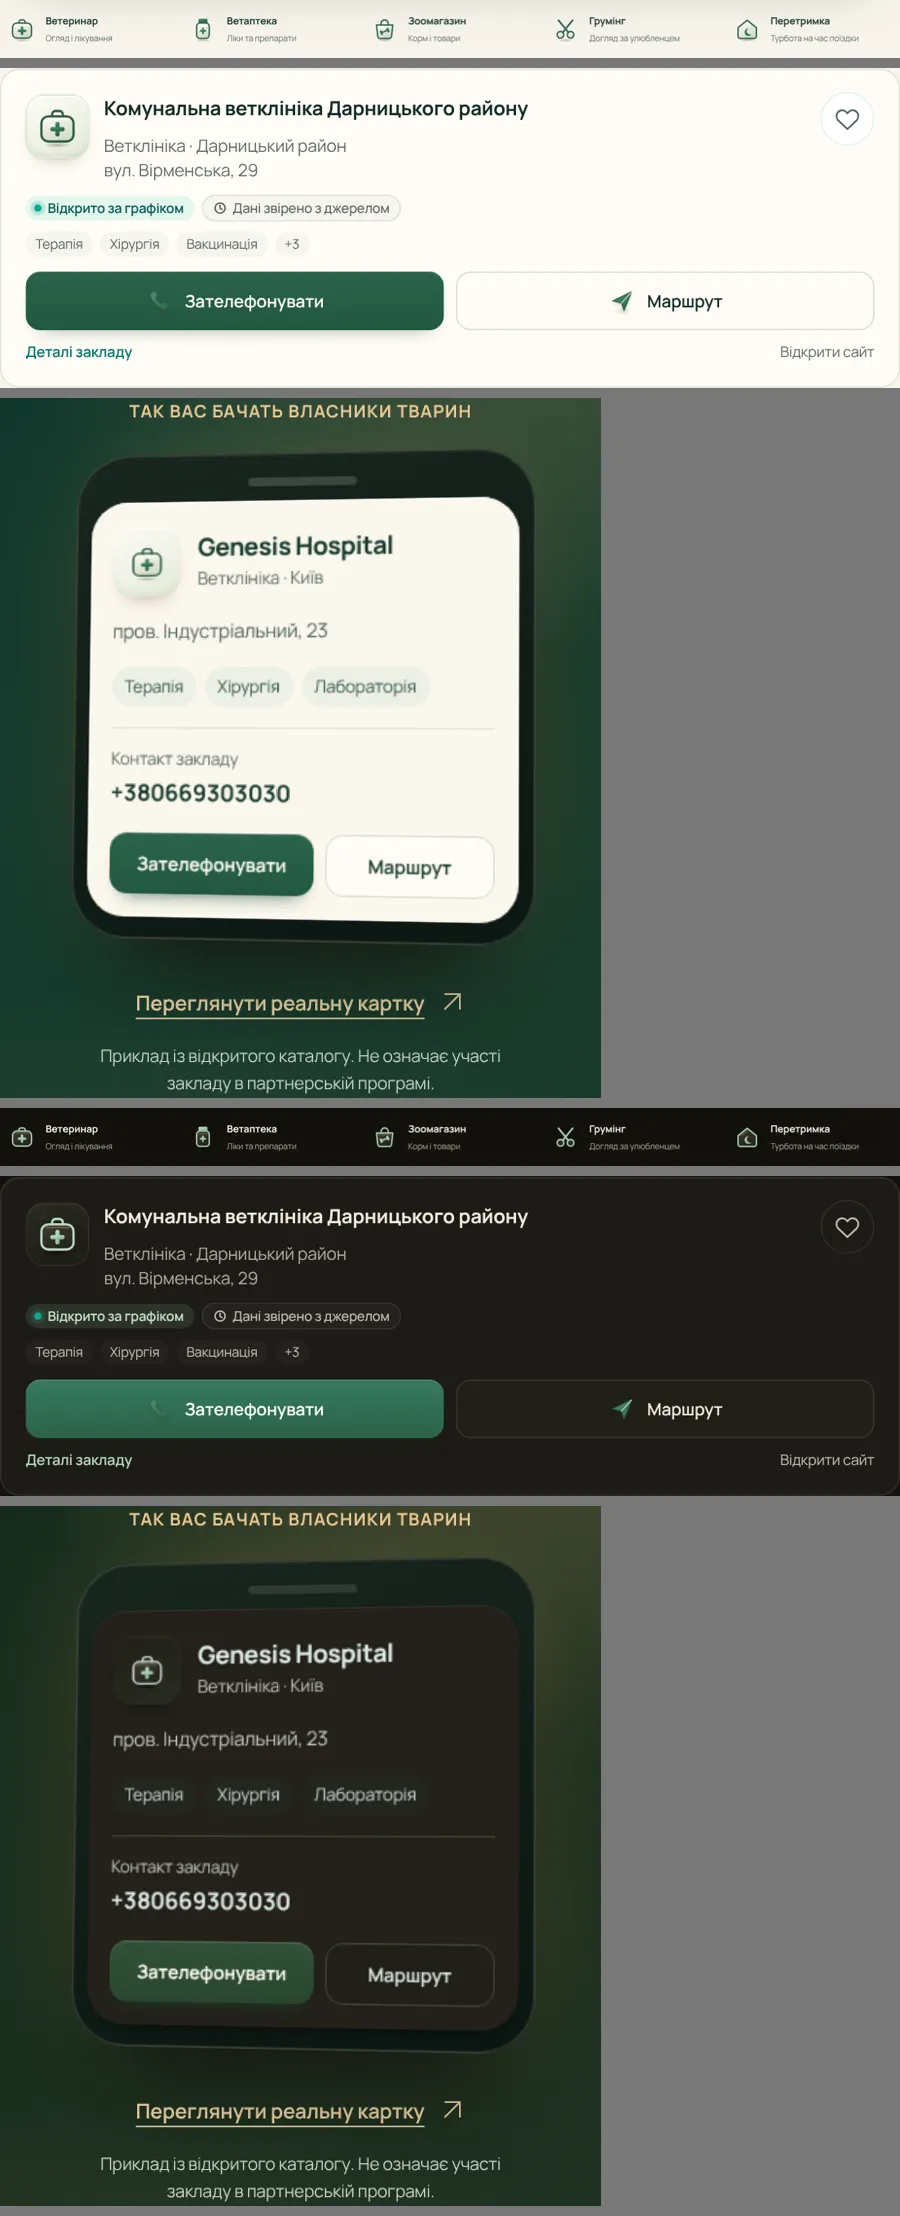 Ветеринар
Огляд і лікування
Ветаптека
Ліки та препарати
Зоомагазин
Корм і товари
Грумінг
Догляд за улюбленцем
Перетримка
Турбота на час поїздки
Комунальна ветклініка Дарницького району
Ветклініка · Дарницький район
вул. Вірменська, 29
Відкрито за графіком
Дані звірено з джерелом
Терапія Хірургія Вакцинація +3
Зателефонувати
Маршрут
Деталі закладу
Відкрити сайт
ТАК ВАС БАЧАТЬ ВЛАСНИКИ ТВАРИН
Genesis Hospital
Ветклініка · Київ
пров. Індустріальний, 23
Терапія Хірургія Лабораторія
Контакт закладу
+380669303030
Зателефонувати
Маршрут
Переглянути реальну картку
Приклад із відкритого каталогу. Не означає участі
закладу в партнерській програмі.
Ветеринар
Огляд і лікування
Ветаптека
Ліки та препарати
Зоомагазин
Корм і товари
Грумінг
Догляд за улюбленцем
Перетримка
Турбота на час поїздки
Комунальна ветклініка Дарницького району
Ветклініка · Дарницький район
вул. Вірменська, 29
Відкрито за графіком
Дані звірено з джерелом
Терапія Хірургія Вакцинація +3
Зателефонувати
Маршрут
Деталі закладу
Відкрити сайт
ТАК ВАС БАЧАТЬ ВЛАСНИКИ ТВАРИН
Genesis Hospital
Ветклініка · Київ
пров. Індустріальний, 23
Терапія Хірургія Лабораторія
Контакт закладу
+380669303030
Зателефонувати
Маршрут
Переглянути реальну картку
Приклад із відкритого каталогу. Не означає участі
закладу в партнерській програмі.